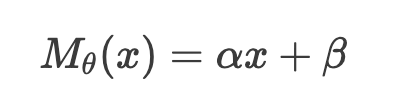 M_θ(x) = αx + β